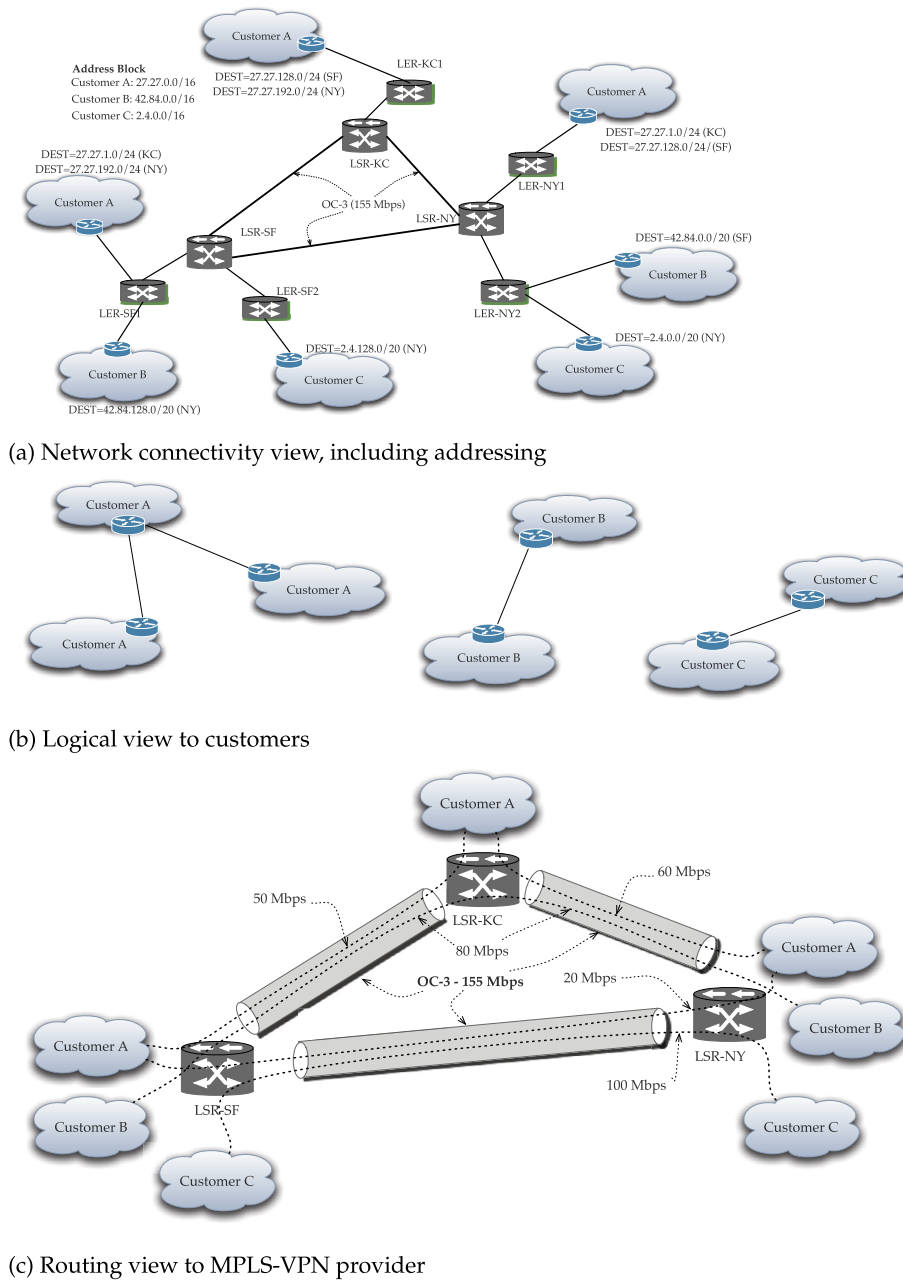 Customer A
Address Block
Customer A: 27.27.0.0/16
Customer B: 42.84.0.0/16
Customer C: 2.4.0.0/16
DEST=27.27.128.0/24 (SF)
DEST=27.27.192.0/24 (NY)
LER-KC1
LSR-KC
Customer A
DEST=27.27.1.0/24 (KC)
DEST=27.27.128.0/24/(SF)
LER-NY1
DEST=27.27.1.0/24 (KC)
DEST=27.27.192.0/24 (NY)
Customer A
OC-3 (155 Mbps)
LSR-NY
LSR-SF
DEST=42.84.0.0/20 (SF)
Customer B
LER-SF1
LER-SF2
LER-NY2
DEST=2.4.128.0/20 (NY)
DEST=2.4.0.0/20 (NY)
Customer B
Customer C
Customer C
DEST=42.84.128.0/20 (NY)
(a) Network connectivity view, including addressing
Customer A
Customer A
Customer A
Customer B
Customer B
Customer C
Customer C
(b) Logical view to customers
Customer A
LSR-KC
50 Mbps
60 Mbps
80 Mbps
OC-3 - 155 Mbps
20 Mbps
Customer A
Customer B
LSR-NY
100 Mbps
Customer A
LSR-SF
Customer B
Customer C
Customer C
(c) Routing view to MPLS-VPN provider